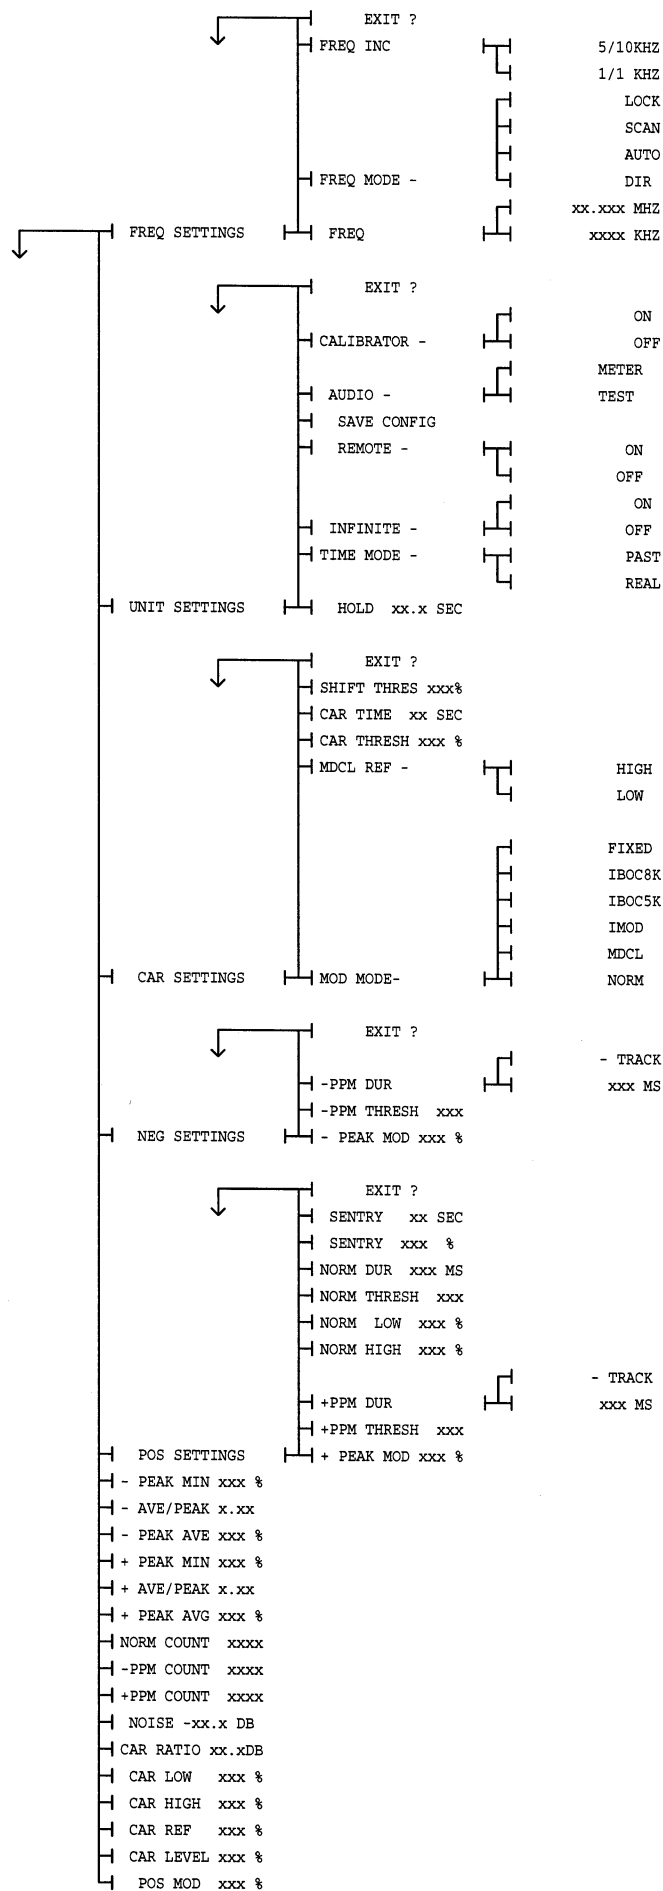 EXIT ?
FREQ INC 5/10KHZ
1/1 KHZ
LOCK
SCAN
AUTO
FREQ MODE - DIR
xx.xxx MHZ
FREQ SETTINGS FREQ xxxx KHZ
EXIT ?
ON
CALIBRATOR - OFF
METER
AUDIO - TEST
SAVE CONFIG
REMOTE - ON
OFF
ON
INFINITE - OFF
TIME MODE - PAST
REAL
UNIT SETTINGS HOLD xx.x SEC
EXIT ?
SHIFT THRES xxx%
CAR TIME xx SEC
CAR THRESH xxx %
MDCL REF - HIGH
LOW
FIXED
IBOC8K
IBOC5K
IMOD
MDCL
CAR SETTINGS MOD MODE- NORM
EXIT ?
- TRACK
-PPM DUR xxx MS
-PPM THRESH xxx
NEG SETTINGS - PEAK MOD xxx %
EXIT ?
SENTRY xx SEC
SENTRY xxx %
NORM DUR xxx MS
NORM THRESH xxx
NORM LOW xxx %
NORM HIGH xxx %
- TRACK
+PPM DUR xxx MS
+PPM THRESH xxx
POS SETTINGS + PEAK MOD xxx %
- PEAK MIN xxx %
- AVE/PEAK x.xx
- PEAK AVE xxx %
+ PEAK MIN xxx %
+ AVE/PEAK x.xx
+ PEAK AVG xxx %
NORM COUNT xxxx
-PPM COUNT xxxx
+PPM COUNT xxxx
NOISE -xx.x DB
CAR RATIO xx.xDB
CAR LOW xxx %
CAR HIGH xxx %
CAR REF xxx %
CAR LEVEL xxx %
POS MOD xxx %